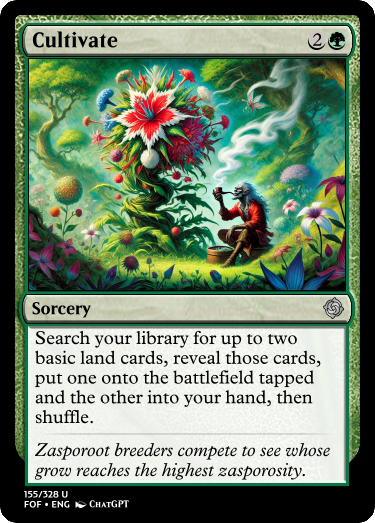 Cultivate 2
Sorcery
Search your library for up to two
basic land cards, reveal those cards,
put one onto the battlefield tapped
and the other into your hand, then
shuffle.
Zasporoot breeders compete to see whose
grow reaches the highest zasporosity.
155/328 U
FOF • ENG ChatGPT